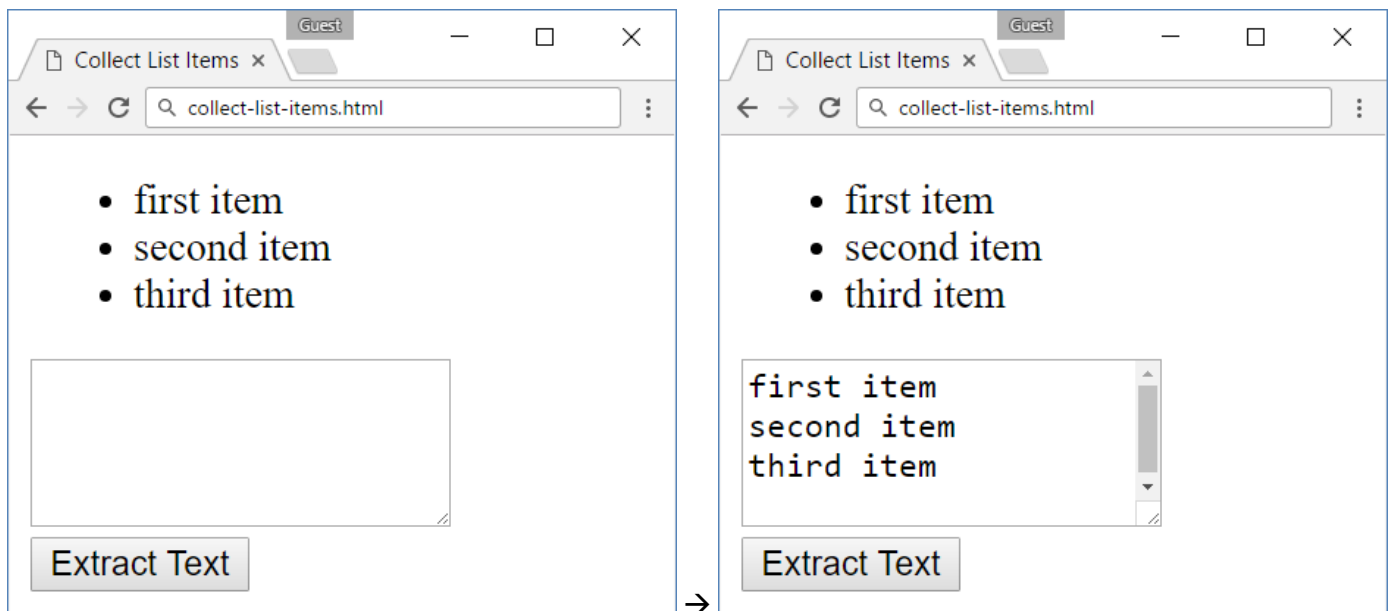 Guest
Collect List Items
collect-list-items.html
first item
second item
third item
Extract Text
→
Guest
Collect List Items
collect-list-items.html
first item
second item
third item
first item
second item
third item
Extract Text